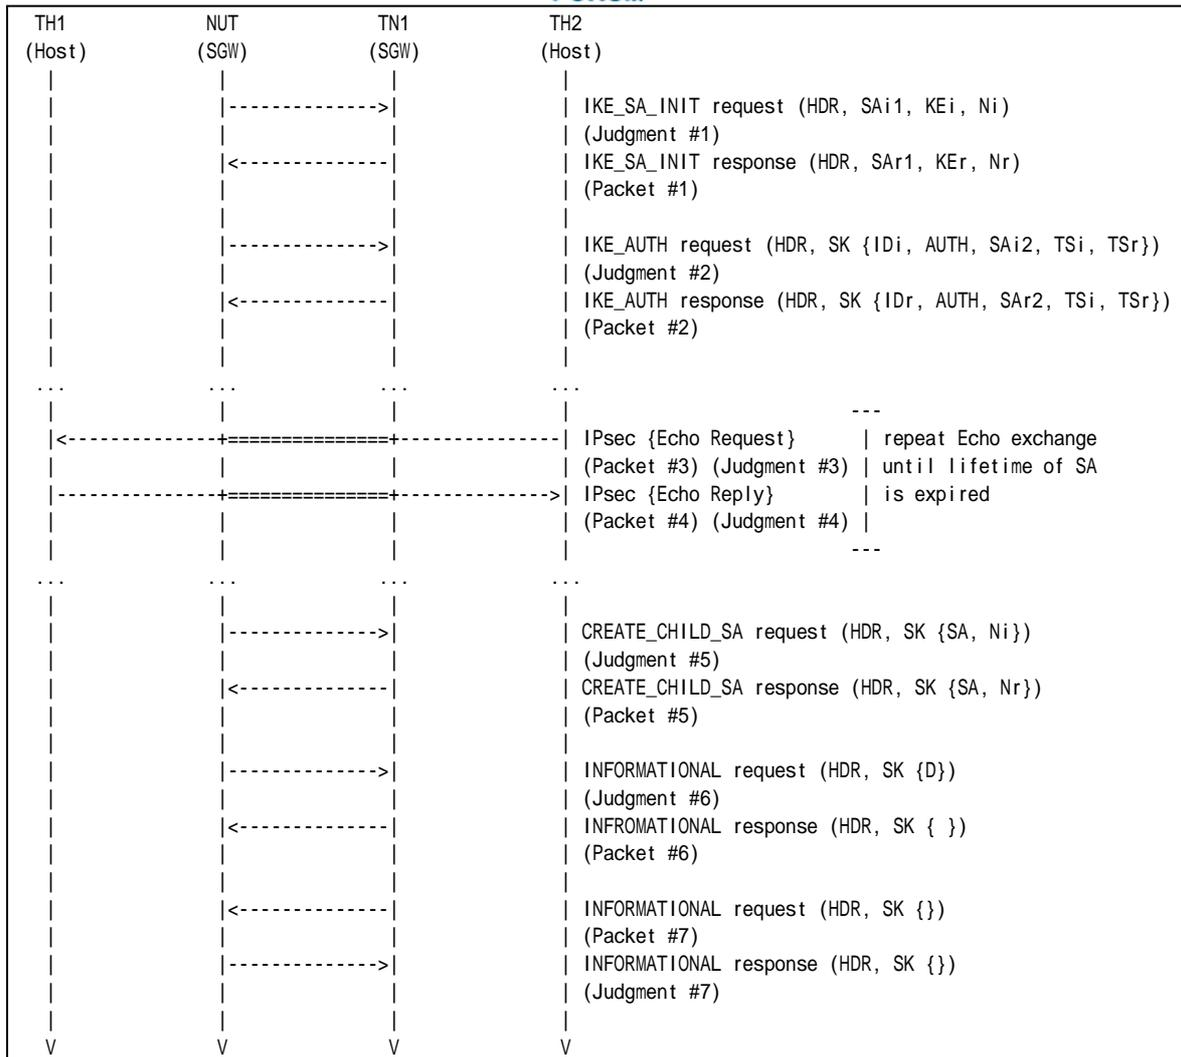 TH1 NUT TN1 TH2
(Host) (SGW) (SGW) (Host)
| | | |
| |-------------->| | IKE_SA_INIT request (HDR, SAi1, KEi, Ni)
| | | | (Judgment #1)
| |<--------------| | IKE_SA_INIT response (HDR, SAr1, KEr, Nr)
| | | | (Packet #1)
| | | |
| |-------------->| | IKE_AUTH request (HDR, SK {IDi, AUTH, SAi2, TSi, TSr})
| | | | (Judgment #2)
| |<--------------| | IKE_AUTH response (HDR, SK {IDr, AUTH, SAr2, TSi, TSr})
| | | | (Packet #2)
| | | |
... ... ... ...
| | | | ---
|<--------------+===============+---------------| IPsec {Echo Request} | repeat Echo exchange
| | | | (Packet #3) (Judgment #3) | until lifetime of SA
|---------------+===============+-------------->| IPsec {Echo Reply} | is expired
| | | | (Packet #4) (Judgment #4) |
| | | | ---
... ... ... ...
| | | |
| |-------------->| | CREATE_CHILD_SA request (HDR, SK {SA, Ni})
| | | | (Judgment #5)
| |<--------------| | CREATE_CHILD_SA response (HDR, SK {SA, Nr})
| | | | (Packet #5)
| | | |
| |-------------->| | INFORMATIONAL request (HDR, SK {D})
| | | | (Judgment #6)
| |<--------------| | INFROMATIONAL response (HDR, SK { })
| | | | (Packet #6)
| | | |
| |<--------------| | INFORMATIONAL request (HDR, SK {})
| | | | (Packet #7)
| |-------------->| | INFORMATIONAL response (HDR, SK {})
| | | | (Judgment #7)
| | | |
V V V V